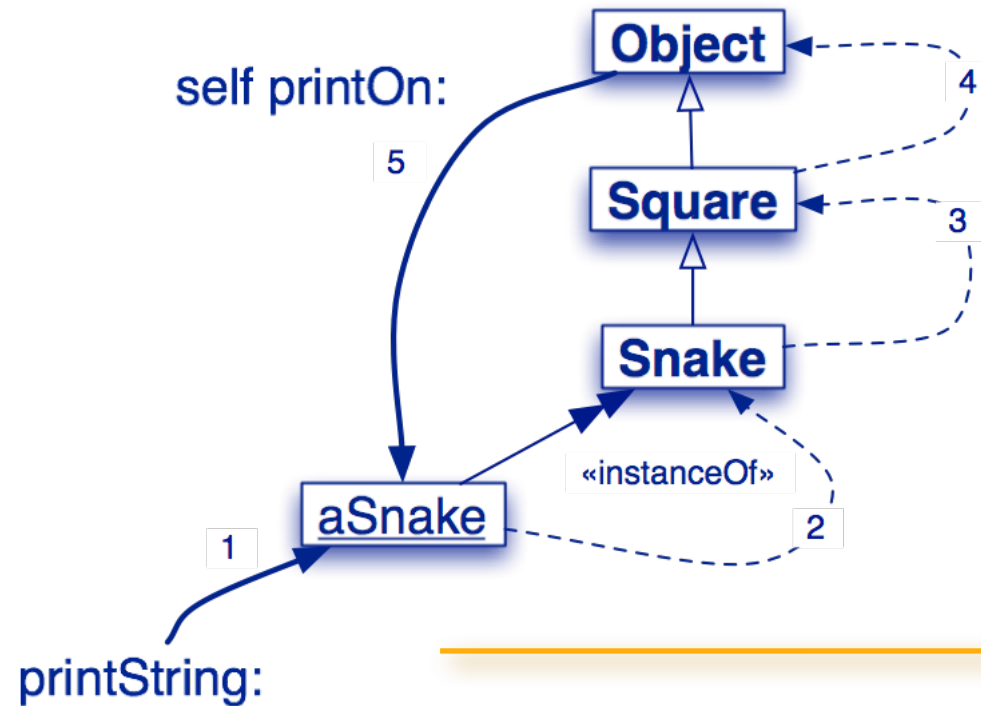 Object
self printOn:
4
5
Square
3
Snake
«instanceOf»
aSnake
2
1
printString: